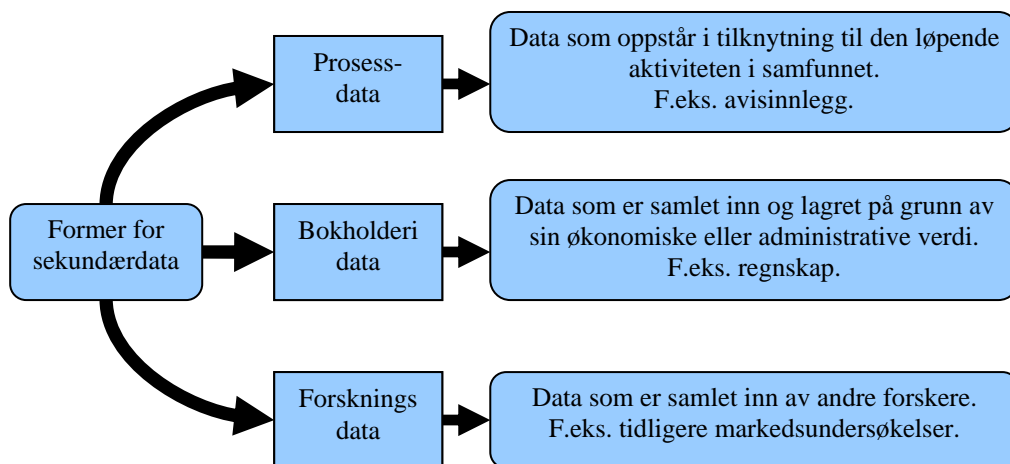 Former for
sekundærdata
Prosess-
data
Data som oppstår i tilknytning til den løpende
aktiviteten i samfunnet.
F.eks. avisinnlegg.
Bokholderi
data
Data som er samlet inn og lagret på grunn av
sin økonomiske eller administrative verdi.
F.eks. regnskap.
Forsknings
data
Data som er samlet inn av andre forskere.
F.eks. tidligere markedsundersøkelser.